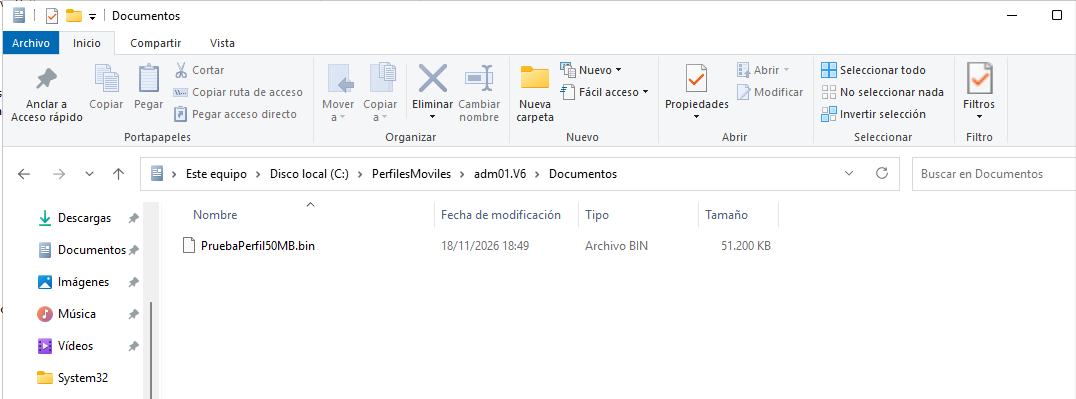 Documentos
Archivo Inicio Compartir Vista
Anclar a
Acceso rápido
Copiar
Pegar
Cortar
Copiar ruta de acceso
Pegar acceso directo
Portapapeles
Mover
a
Copiar
a
Eliminar
Cambiar
nombre
Organizar
Nueva
carpeta
Nuevo
Fácil acceso
Nuevo
Propiedades
Abrir
Modificar
Abrir
Seleccionar todo
No seleccionar nada
Invertir selección
Seleccionar
Filtros
Filtro
Este equipo > Disco local (C:) > PerfilesMoviles > adm01.V6 > Documentos
Buscar en Documentos
Descargas
Documentos
Imágenes
Música
Vídeos
System32
Nombre Fecha de modificación Tipo Tamaño
PruebaPerfil50MB.bin 18/11/2026 18:49 Archivo BIN 51.200 KB